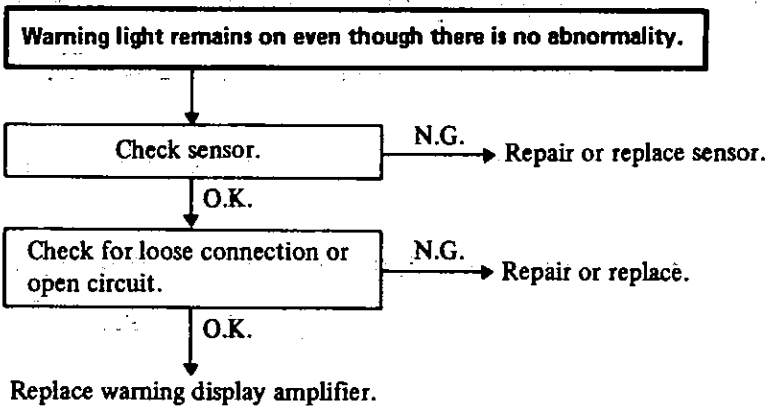 Warning light remains on even though there is no abnormality.
Check sensor.
N.G.
Repair or replace sensor.
O.K.
Check for loose connection or
open circuit.
N.G.
Repair or replace.
O.K.
Replace warning display amplifier.